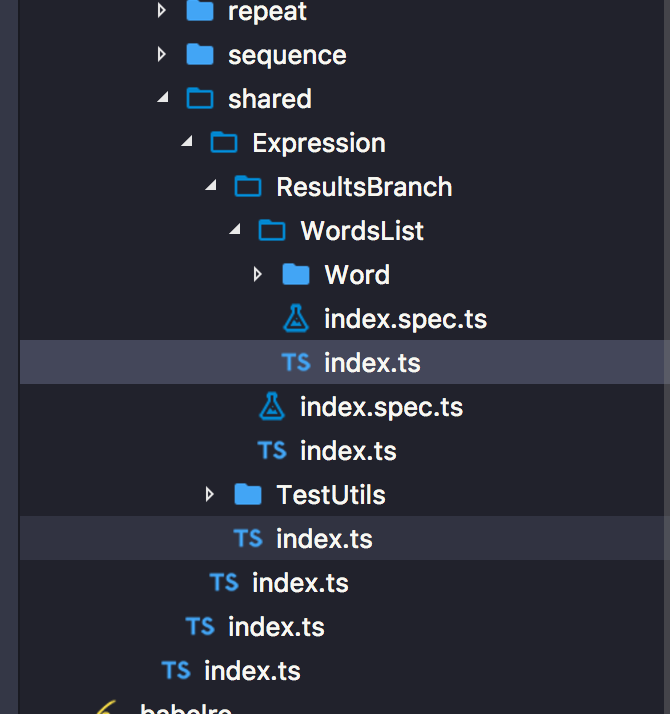 repeat
sequence
shared
Expression
ResultsBranch
WordsList
Word
index.spec.ts
TS index.ts
index.spec.ts
TS index.ts
TestUtils
TS index.ts
TS index.ts
TS index.ts
TS index.ts
babelrc